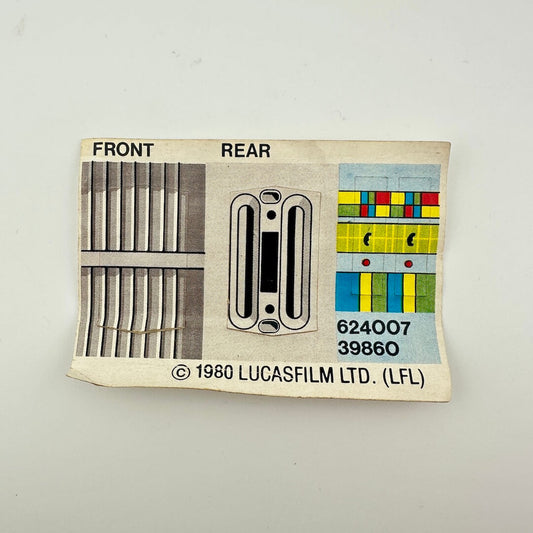 FRONT
REAR
624007
39860
© 1980 LUCASFILM LTD. (LFL)